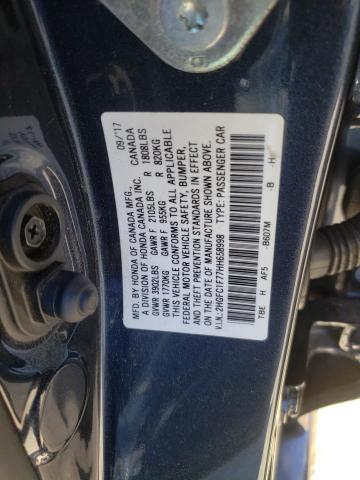 MFD. BY HONDA OF CANADA MFG., 09/'17
A DIVISION OF HONDA CANADA INC. CANADA
GVWR 3902LBS GAWR F 2105LBS R 1808LBS
GVWR 1770KG GAWR F 955KG R 820KG
THIS VEHICLE CONFORMS TO ALL APPLICABLE
FEDERAL MOTOR VEHICLE SAFETY, BUMPER,
AND THEFT PREVENTION STANDARDS IN EFFECT
ON THE DATE OF MANUFACTURE SHOWN ABOVE.
V.I.N.: 2HGFC1F77HH658998 TYPE: PASSENGER CAR
TBE H AF5 -B607M -B -H